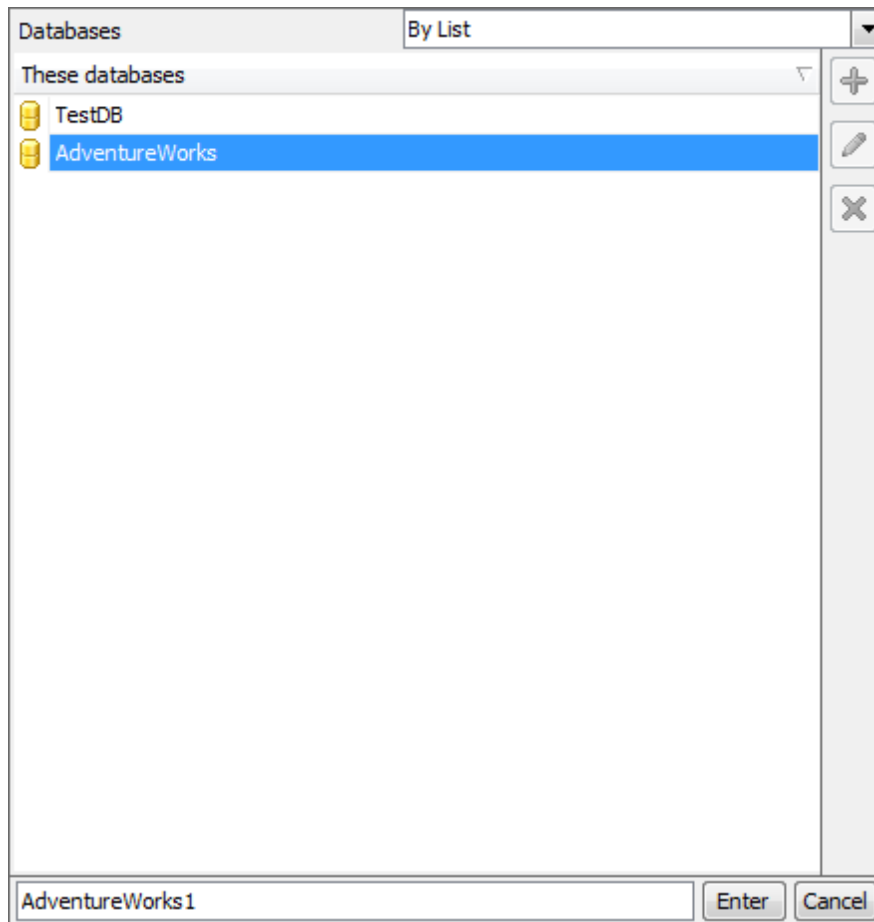 Databases By List
These databases
TestDB
AdventureWorks
AdventureWorks1 Enter Cancel